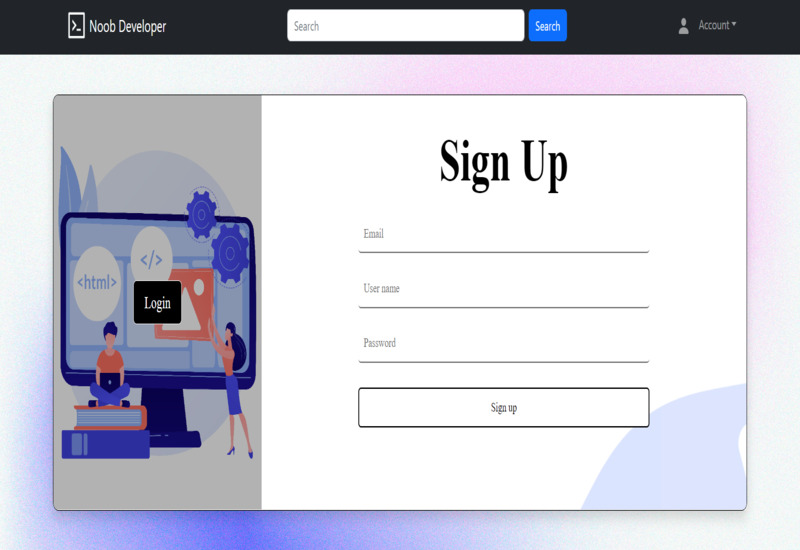 Noob Developer
Search
Search
Account
Sign Up
Email
User name
Password
Sign up
<html>
</>
Login